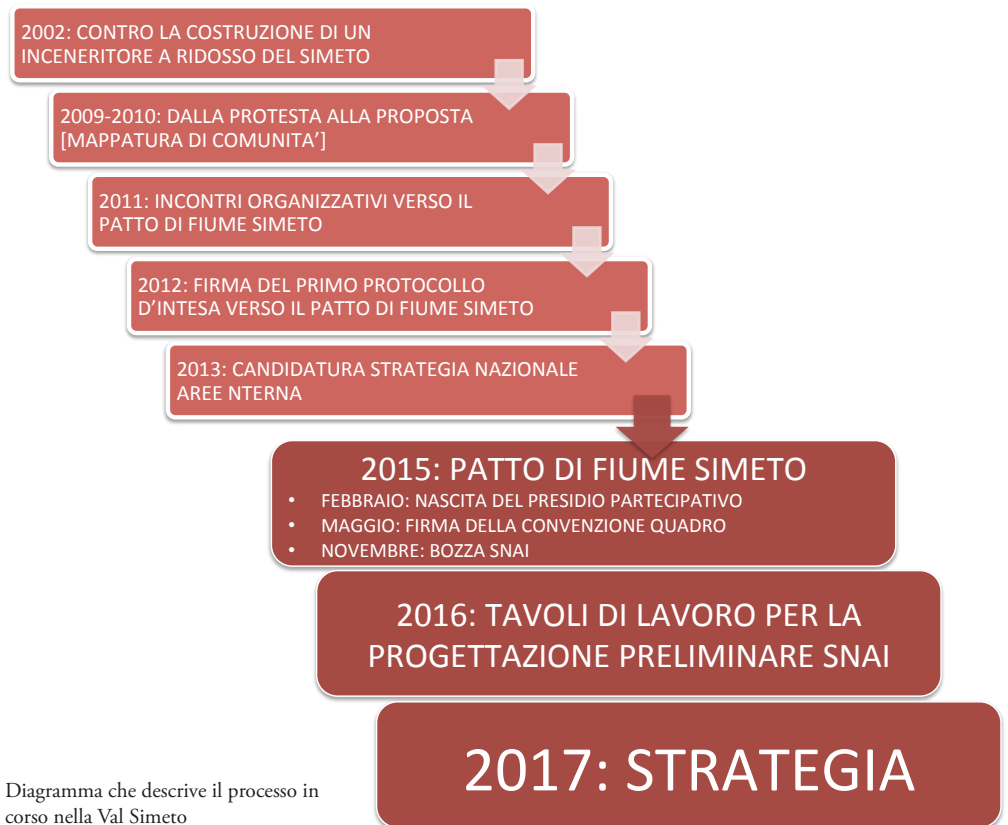 2002: CONTRO LA COSTRUZIONE DI UN
INCENERITORE A RIDOSSO DEL SIMETO
2009-2010: DALLA PROTESTA ALLA PROPOSTA
[MAPPATURA DI COMUNITA’]
2011: INCONTRI ORGANIZZATIVI VERSO IL
PATTO DI FIUME SIMETO
2012: FIRMA DEL PRIMO PROTOCOLLO
D’INTESA VERSO IL PATTO DI FIUME SIMETO
2013: CANDIDATURA STRATEGIA NAZIONALE
AREE NTERNA
2015: PATTO DI FIUME SIMETO
• FEBBRAIO: NASCITA DEL PRESIDIO PARTECIPATIVO
• MAGGIO: FIRMA DELLA CONVENZIONE QUADRO
• NOVEMBRE: BOZZA SNAI
2016: TAVOLI DI LAVORO PER LA
PROGETTAZIONE PRELIMINARE SNAI
2017: STRATEGIA
Diagramma che descrive il processo in
corso nella Val Simeto